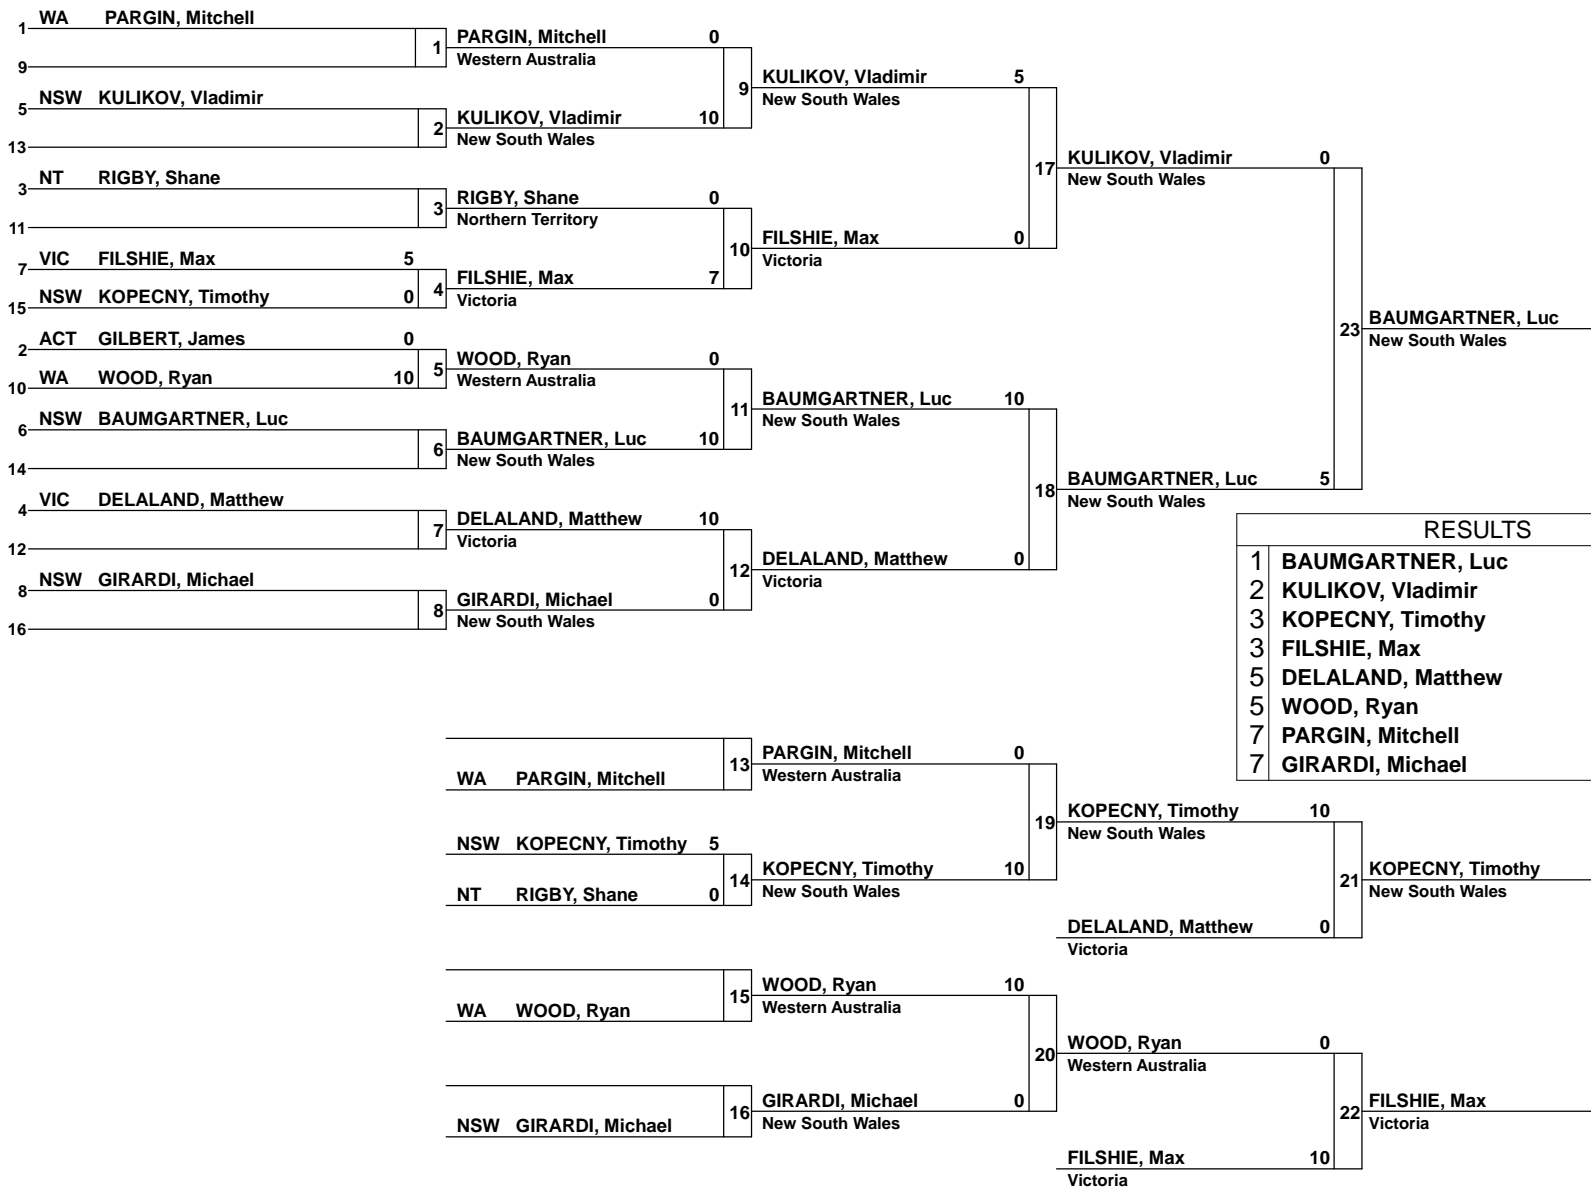 WA PARGIN, Mitchell
1
1 PARGIN, Mitchell 0
Western Australia
9
9 KULIKOV, Vladimir 5
New South Wales
NSW KULIKOV, Vladimir
5
2 KULIKOV, Vladimir 10
New South Wales
13
17 KULIKOV, Vladimir 0
New South Wales
NT RIGBY, Shane
3
3 RIGBY, Shane 0
Northern Territory
11
10 FILSHIE, Max 0
Victoria
VIC FILSHIE, Max 5
7
4 FILSHIE, Max 7
Victoria
NSW KOPECNY, Timothy 0
15
23 BAUMGARTNER, Luc
New South Wales
ACT GILBERT, James 0
2
5 WOOD, Ryan 0
Western Australia
WA WOOD, Ryan 10
10
11 BAUMGARTNER, Luc 10
New South Wales
NSW BAUMGARTNER, Luc
6
6 BAUMGARTNER, Luc 10
New South Wales
14
18 BAUMGARTNER, Luc 5
New South Wales
VIC DELALAND, Matthew
4
7 DELALAND, Matthew 10
Victoria
12
12 DELALAND, Matthew 0
Victoria
NSW GIRARDI, Michael
8
8 GIRARDI, Michael 0
New South Wales
16
RESULTS
1 BAUMGARTNER, Luc
2 KULIKOV, Vladimir
3 KOPECNY, Timothy
3 FILSHIE, Max
5 DELALAND, Matthew
5 WOOD, Ryan
7 PARGIN, Mitchell
7 GIRARDI, Michael
13 PARGIN, Mitchell 0
Western Australia
WA PARGIN, Mitchell
19 KOPECNY, Timothy 10
New South Wales
NSW KOPECNY, Timothy 5
14 KOPECNY, Timothy 10
New South Wales
NT RIGBY, Shane 0
21 KOPECNY, Timothy
New South Wales
DELALAND, Matthew 0
Victoria
15 WOOD, Ryan 10
Western Australia
WA WOOD, Ryan
20 WOOD, Ryan 0
Western Australia
16 GIRARDI, Michael 0
New South Wales
NSW GIRARDI, Michael
22 FILSHIE, Max
Victoria
FILSHIE, Max 10
Victoria